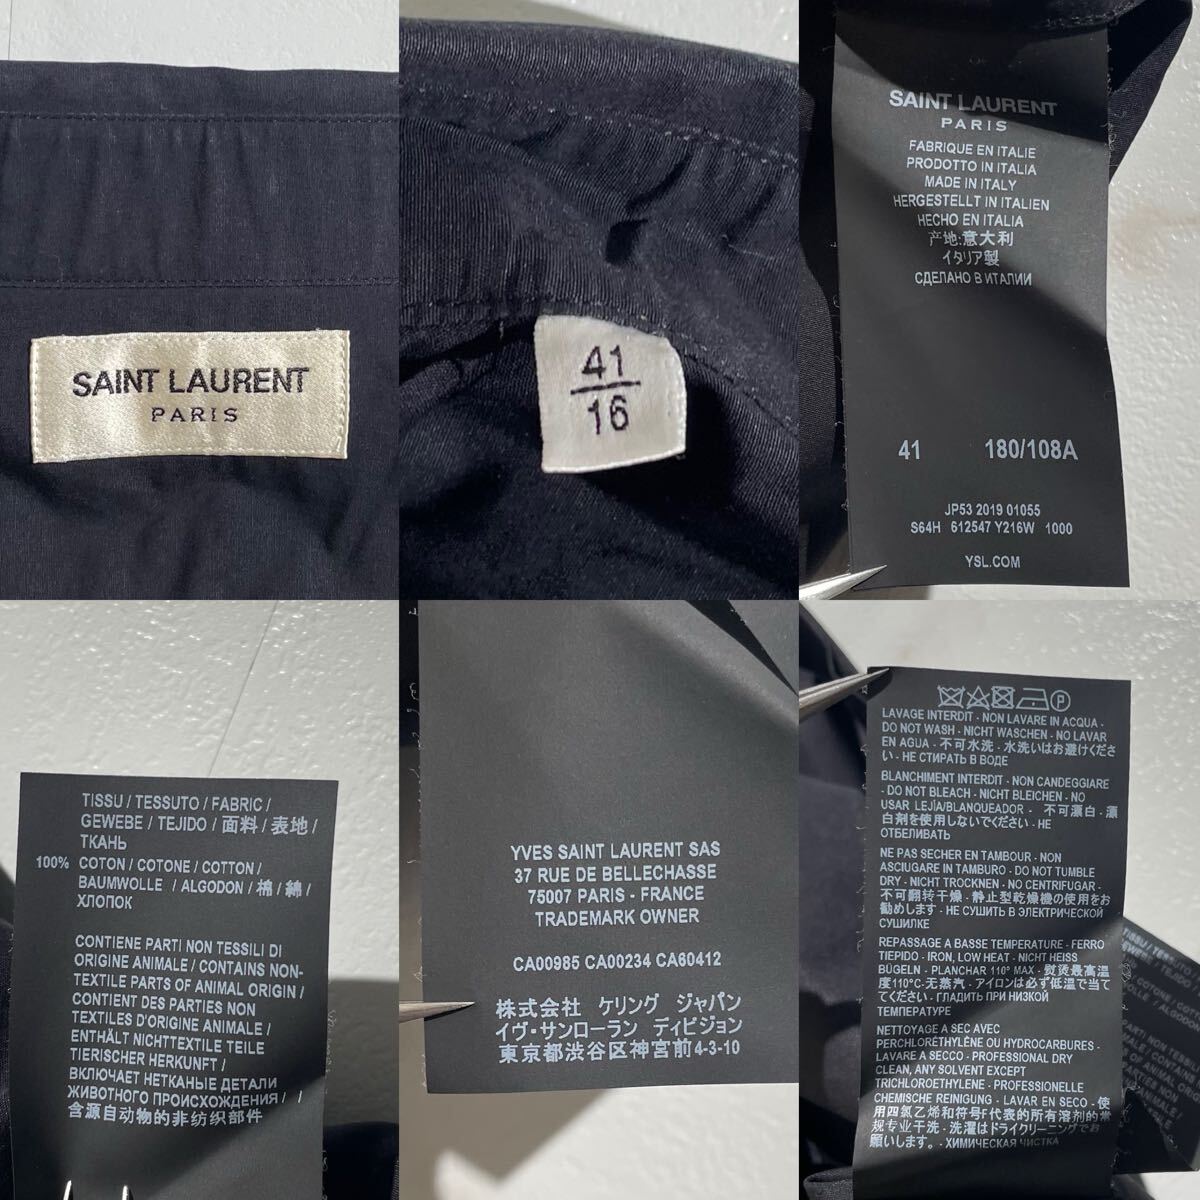 SAINT LAURENT
PARIS
41
16
SAINT LAURENT
PARIS
FABRIQUE EN ITALIE
PRODOTTO IN ITALIA
MADE IN ITALY
HERGESTELLT IN ITALIEN
HECHO EN ITALIA
产地:意大利
イタリア製
СДЕЛАНО В ИТАЛИИ
41 180/108A
JP53 2019 01055
S64H 612547 Y216W 1000
YSL.COM
TISSU / TESSUTO / FABRIC /
GEWEBE / TEJIDO / 面料 / 表地 /
ТКАНЬ
100% COTON / COTONE / COTTON /
BAUMWOLLE / ALGODON / 棉 / 綿 /
ХЛОПОК
CONTIENE PARTI NON TESSILI DI
ORIGINE ANIMALE / CONTAINS NON-
TEXTILE PARTS OF ANIMAL ORIGIN /
CONTIENT DES PARTIES NON
TEXTILES D'ORIGINE ANIMALE /
ENTHÄLT NICHTTEXTILE TEILE
TIERISCHER HERKUNFT /
ВКЛЮЧАЕТ НЕТКАНЫЕ ДЕТАЛИ
ЖИВОТНОГО ПРОИСХОЖДЕНИЯ / /
含源自动物的非纺织部件
YVES SAINT LAURENT SAS
37 RUE DE BELLECHASSE
75007 PARIS - FRANCE
TRADEMARK OWNER
CA00985 CA00234 CA60412
株式会社 ケリング ジャパン
イヴ・サンローラン ディビジョン
東京都渋谷区神宮前4-3-10
LAVAGE INTERDIT - NON LAVARE IN ACQUA -
DO NOT WASH - NICHT WASCHEN - NO LAVAR
EN AGUA - 不可水洗 - 水洗いはお避けくださ
い - НЕ СТИРАТЬ В ВОДЕ
BLANCHIMENT INTERDIT - NON CANDEGGIARE
- DO NOT BLEACH - NICHT BLEICHEN - NO
USAR LEJÍA/BLANQUEADOR - 不可漂白 - 漂
白剤を使用しないでください - НЕ
ОТБЕЛИВАТЬ
NE PAS SECHER EN TAMBOUR - NON
ASCIUGARE IN TAMBURO - DO NOT TUMBLE
DRY - NICHT TROCKNEN - NO CENTRIFUGAR -
不可翻转干燥 - 静止型乾燥機の使用をお
勧めします - НЕ СУШИТЬ В ЭЛЕКТРИЧЕСКОЙ
СУШИЛКЕ
REPASSAGE A BASSE TEMPERATURE - FERRO
TIEPIDO - IRON, LOW HEAT - NICHT HEISS
BÜGELN - PLANCHAR 110° MAX - 熨烫最高温
度110°C-无蒸汽 - アイロンは必ず低温で当て
てください - ГЛАДИТЬ ПРИ НИЗКОЙ
ТЕМПЕРАТУРЕ
NETTOYAGE A SEC AVEC
PERCHLORÉTHYLÈNE OU HYDROCARBURES -
LAVARE A SECCO - PROFESSIONAL DRY
CLEAN, ANY SOLVENT EXCEPT
TRICHLOROETHYLENE - PROFESSIONELLE
CHEMISCHE REINIGUNG - LAVAR EN SECO - 使
用四氯乙烯和符号F代表的所有溶剂的常
规专业干洗 - 洗濯はドライクリーニングでお
願いします。 - ХИМИЧЕСКАЯ ЧИСТКА